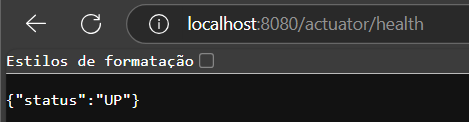 localhost:8080/actuator/health
Estilos de formatação
{"status":"UP"}